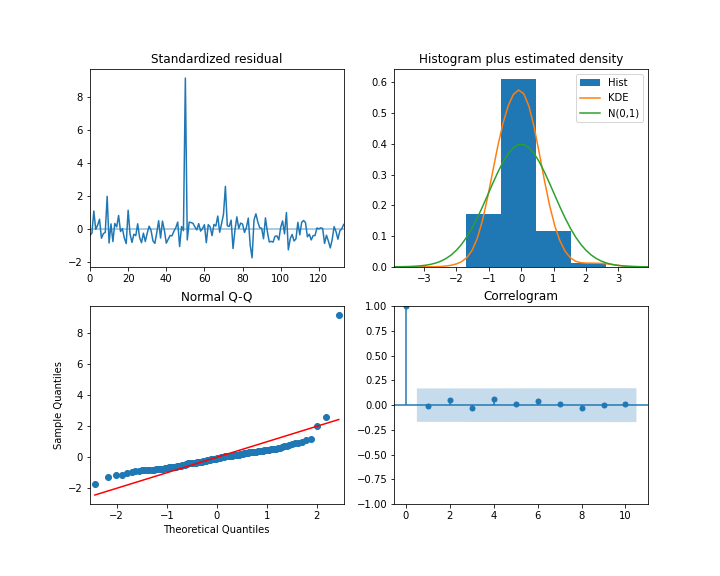 Standardized residual
8
6
4
2
0
−2
0 20 40 60 80 100 120
Histogram plus estimated density
0.6
0.5
0.4
0.3
0.2
0.1
0.0
−3 −2 −1 0 1 2 3
Hist
KDE
N(0,1)
Normal Q-Q
Sample Quantiles
8
6
4
2
0
−2
−2 −1 0 1 2
Theoretical Quantiles
Correlogram
1.00
0.75
0.50
0.25
0.00
−0.25
−0.50
−0.75
−1.00
0 2 4 6 8 10